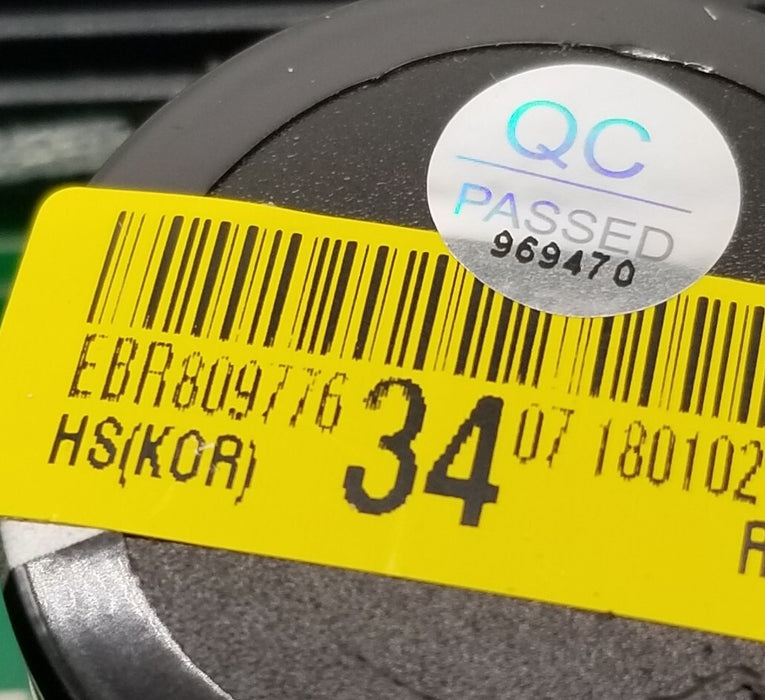 QC
PASSED
969470
EBR809776 34 07 180102
HS(KOR)
R